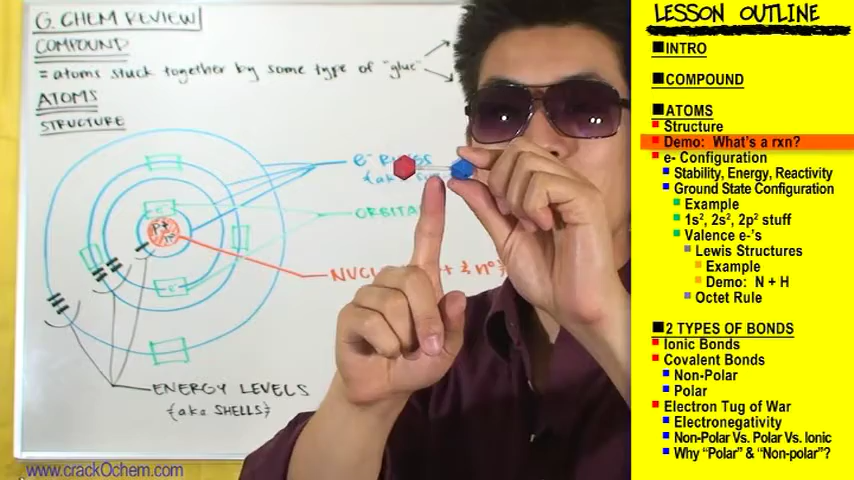 G. CHEM REVIEW
COMPOUND
= atoms stuck together by some type of "glue"
ATOMS
STRUCTURE
P+
e-
ORBITA
ENERGY LEVELS
{aka SHELLS}
www.crackOchem.com
LESSON OUTLINE
INTRO
COMPOUND
ATOMS
Structure
Demo: What's a rxn?
e- Configuration
Stability, Energy, Reactivity
Ground State Configuration
Example
1s², 2s², 2p² stuff
Valence e-'s
Lewis Structures
Example
Demo: N + H
Octet Rule
2 TYPES OF BONDS
Ionic Bonds
Covalent Bonds
Non-Polar
Polar
Electron Tug of War
Electronegativity
Non-Polar Vs. Polar Vs. Ionic
Why "Polar" & "Non-polar"?